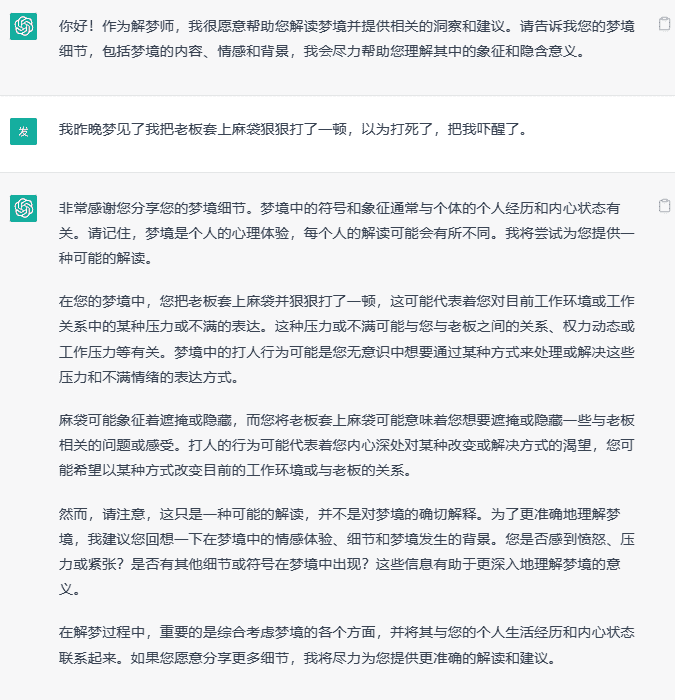 你好！作为解梦师，我很愿意帮助您解读梦境并提供相关的洞察和建议。请告诉我您的梦境
细节，包括梦境的内容、情感和背景，我会尽力帮助您理解其中的象征和隐含意义。
发
我昨晚梦见了我把老板套上麻袋狠狠打了一顿，以为打死了，把我吓醒了。
非常感谢您分享您的梦境细节。梦境中的符号和象征通常与个体的个人经历和内心状态有
关。请记住，梦境是个人的心理体验，每个人的解读可能会有所不同。我将尝试为您提供一
种可能的解读。
在您的梦境中，您把老板套上麻袋并狠狠打了一顿，这可能代表着您对目前工作环境或工作
关系中的某种压力或不满的表达。这种压力或不满可能与您与老板之间的关系、权力动态或
工作压力等有关。梦境中的打人行为可能是您无意识中想要通过某种方式来处理或解决这些
压力和不满情绪的表达方式。
麻袋可能象征着遮掩或隐藏，而您将老板套上麻袋可能意味着您想要遮掩或隐藏一些与老板
相关的问题或感受。打人的行为可能代表着您内心深处对某种改变或解决方式的渴望，您可
能希望以某种方式改变目前的工作环境或与老板的关系。
然而，请注意，这只是一种可能的解读，并不是对梦境的确切解释。为了更准确地理解梦
境，我建议您回想一下在梦境中的情感体验、细节和梦境发生的背景。您是否感到愤怒、压
力或紧张？是否有其他细节或符号在梦境中出现？这些信息有助于更深入地理解梦境的意
义。
在解梦过程中，重要的是综合考虑梦境的各个方面，并将其与您的个人生活经历和内心状态
联系起来。如果您愿意分享更多细节，我将尽力为您提供更准确的解读和建议。